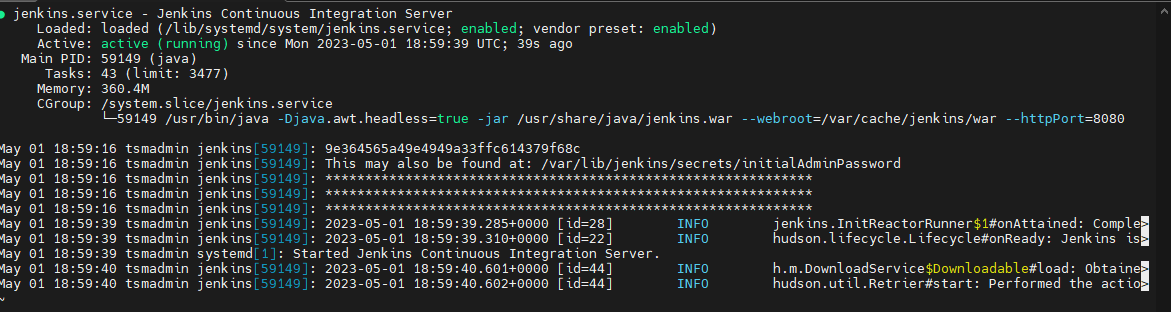 ● jenkins.service - Jenkins Continuous Integration Server
Loaded: loaded (/lib/systemd/system/jenkins.service; enabled; vendor preset: enabled)
Active: active (running) since Mon 2023-05-01 18:59:39 UTC; 39s ago
Main PID: 59149 (java)
Tasks: 43 (limit: 3477)
Memory: 360.4M
CGroup: /system.slice/jenkins.service
└─59149 /usr/bin/java -Djava.awt.headless=true -jar /usr/share/java/jenkins.war --webroot=/var/cache/jenkins/war --httpPort=8080
May 01 18:59:16 tsmadmin jenkins[59149]: 9e364565a49e4949a33ffc614379f68c
May 01 18:59:16 tsmadmin jenkins[59149]: This may also be found at: /var/lib/jenkins/secrets/initialAdminPassword
May 01 18:59:16 tsmadmin jenkins[59149]: *************************************************************
May 01 18:59:16 tsmadmin jenkins[59149]: *************************************************************
May 01 18:59:16 tsmadmin jenkins[59149]: *************************************************************
May 01 18:59:39 tsmadmin jenkins[59149]: 2023-05-01 18:59:39.285+0000 [id=28] INFO jenkins.InitReactorRunner$1#onAttained: Comple>
May 01 18:59:39 tsmadmin jenkins[59149]: 2023-05-01 18:59:39.310+0000 [id=22] INFO hudson.lifecycle.Lifecycle#onReady: Jenkins is>
May 01 18:59:39 tsmadmin systemd[1]: Started Jenkins Continuous Integration Server.
May 01 18:59:40 tsmadmin jenkins[59149]: 2023-05-01 18:59:40.601+0000 [id=44] INFO h.m.DownloadService$Downloadable#load: Obtaine>
May 01 18:59:40 tsmadmin jenkins[59149]: 2023-05-01 18:59:40.602+0000 [id=44] INFO hudson.util.Retrier#start: Performed the actio>
~